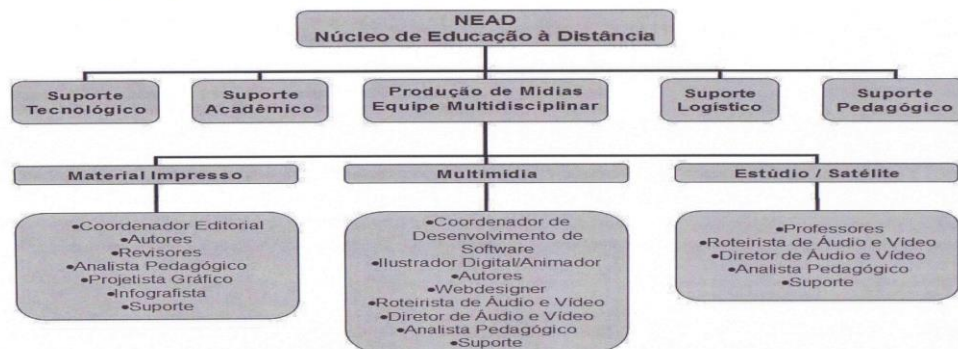 NEAD
Núcleo de Educação à Distância
Suporte
Tecnológico
Suporte
Acadêmico
Produção de Mídias
Equipe Multidisciplinar
Suporte
Logístico
Suporte
Pedagógico
Material Impresso
Multimídia
Estúdio / Satélite
•Coordenador Editorial
•Autores
•Revisores
•Analista Pedagógico
•Projetista Gráfico
•Infografista
•Suporte
•Coordenador de
Desenvolvimento de
Software
•Ilustrador Digital/Animador
•Autores
•Webdesigner
•Roteirista de Áudio e Vídeo
•Diretor de Áudio e Vídeo
•Analista Pedagógico
•Suporte
•Professores
•Roteirista de Áudio e Vídeo
•Diretor de Áudio e Vídeo
•Analista Pedagógico
•Suporte